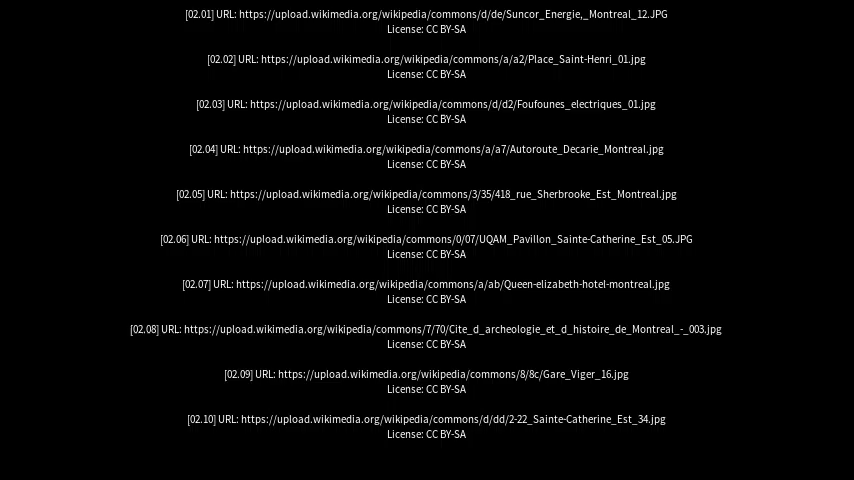 [02.01] URL: https://upload.wikimedia.org/wikipedia/commons/d/de/Suncor_Energie,_Montreal_12.JPG
License: CC BY-SA
[02.02] URL: https://upload.wikimedia.org/wikipedia/commons/a/a2/Place_Saint-Henri_01.jpg
License: CC BY-SA
[02.03] URL: https://upload.wikimedia.org/wikipedia/commons/d/d2/Foufounes_electriques_01.jpg
License: CC BY-SA
[02.04] URL: https://upload.wikimedia.org/wikipedia/commons/a/a7/Autoroute_Decarie_Montreal.jpg
License: CC BY-SA
[02.05] URL: https://upload.wikimedia.org/wikipedia/commons/3/35/418_rue_Sherbrooke_Est_Montreal.jpg
License: CC BY-SA
[02.06] URL: https://upload.wikimedia.org/wikipedia/commons/0/07/UQAM_Pavillon_Sainte-Catherine_Est_05.JPG
License: CC BY-SA
[02.07] URL: https://upload.wikimedia.org/wikipedia/commons/a/ab/Queen-elizabeth-hotel-montreal.jpg
License: CC BY-SA
[02.08] URL: https://upload.wikimedia.org/wikipedia/commons/7/70/Cite_d_archeologie_et_d_histoire_de_Montreal_-_003.jpg
License: CC BY-SA
[02.09] URL: https://upload.wikimedia.org/wikipedia/commons/8/8c/Gare_Viger_16.jpg
License: CC BY-SA
[02.10] URL: https://upload.wikimedia.org/wikipedia/commons/d/dd/2-22_Sainte-Catherine_Est_34.jpg
License: CC BY-SA